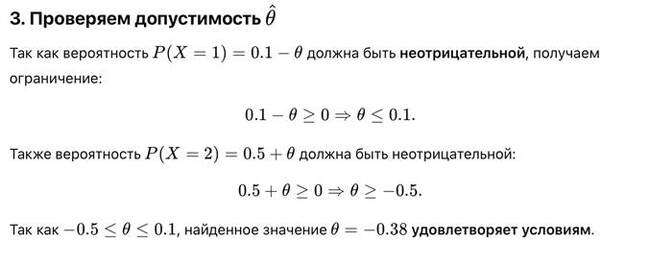 3. Проверяем допустимость θ̂
Так как вероятность P(X = 1) = 0.1 − θ должна быть неотрицательной, получаем
ограничение:
0.1 − θ ≥ 0 ⇒ θ ≤ 0.1.
Также вероятность P(X = 2) = 0.5 + θ должна быть неотрицательной:
0.5 + θ ≥ 0 ⇒ θ ≥ −0.5.
Так как −0.5 ≤ θ ≤ 0.1, найденное значение θ = −0.38 удовлетворяет условиям.